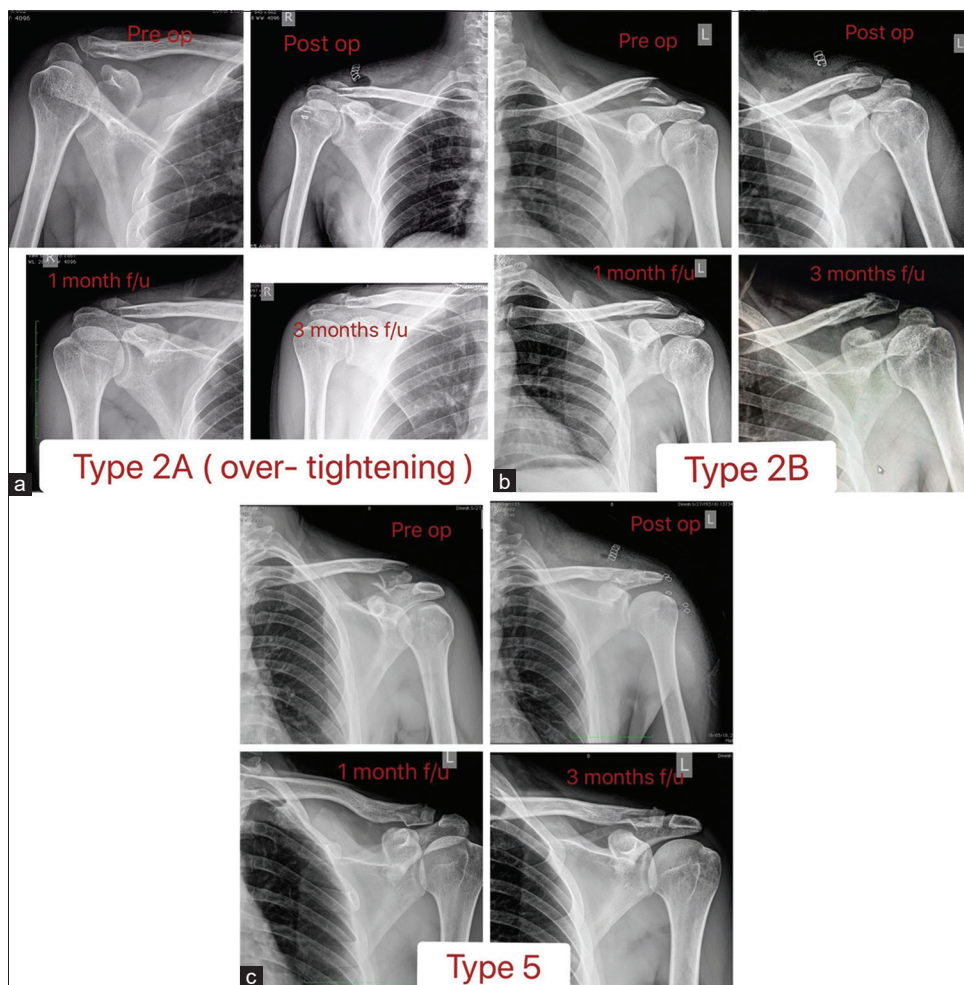 4096
Pre op
R
Post op
Pre op
L
Post op
L
R
1 month f/u
R
3 months f/u
1 month f/u
L
3 months f/u
a
Type 2A ( over- tightening )
b
Type 2B
Pre op
Post op
L
1 month f/u
L
3 months f/u
L
c
Type 5